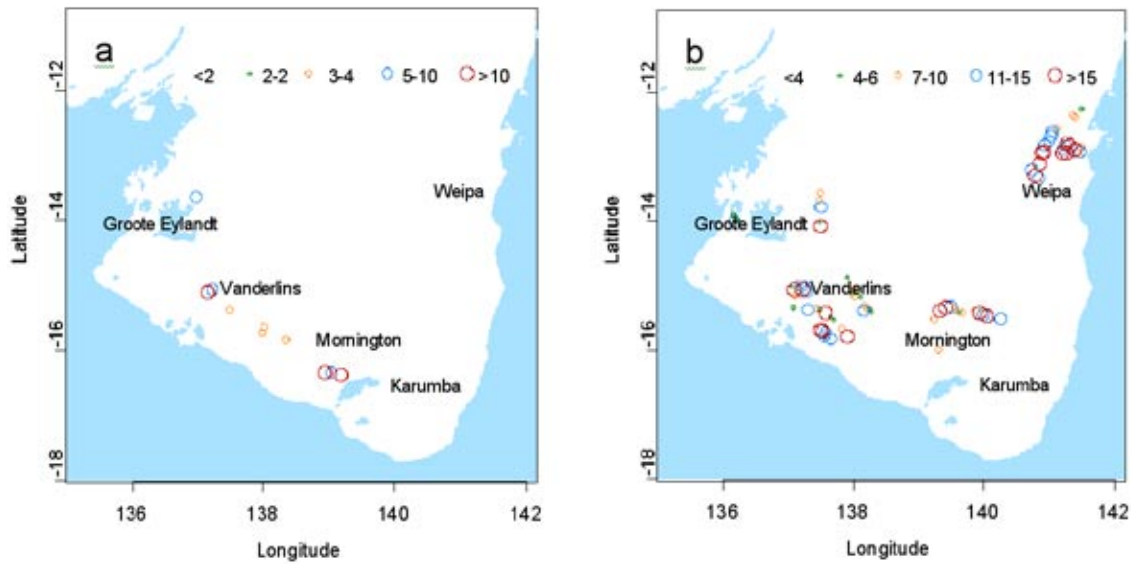 a
<2 2-2 3-4 5-10 >10
-12
Weipa
-14
Groote Eylandt
Latitude
Vanderlins
-16
Mornington
Karumba
-18
136 138 140 142
Longitude
b
<4 4-6 7-10 11-15 >15
-12
Weipa
-14
Groote Eylandt
Latitude
Vanderlins
-16
Mornington
Karumba
-18
136 138 140 142
Longitude